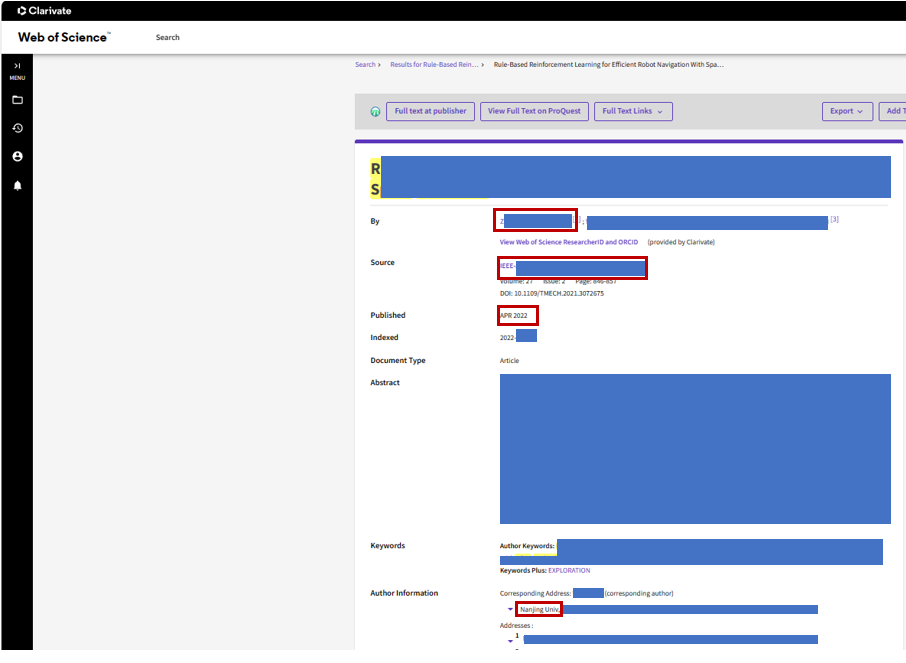 Clarivate
Web of Science™ Search
MENU
Search > Results for Rule-Based Rein... > Rule-Based Reinforcement Learning for Efficient Robot Navigation With Spa...
Full text at publisher View Full Text on ProQuest Full Text Links Export Add T
R
S
By Z ; [3]
View Web of Science ResearcherID and ORCID (provided by Clarivate)
Source IEEE-
Volume: 27 Issue: 2 Page: 846-857
DOI: 10.1109/TMECH.2021.3072675
Published APR 2022
Indexed 2022-
Document Type Article
Abstract
Keywords Author Keywords:
Keywords Plus: EXPLORATION
Author Information Corresponding Address: (corresponding author)
Nanjing Univ,
Addresses :
1